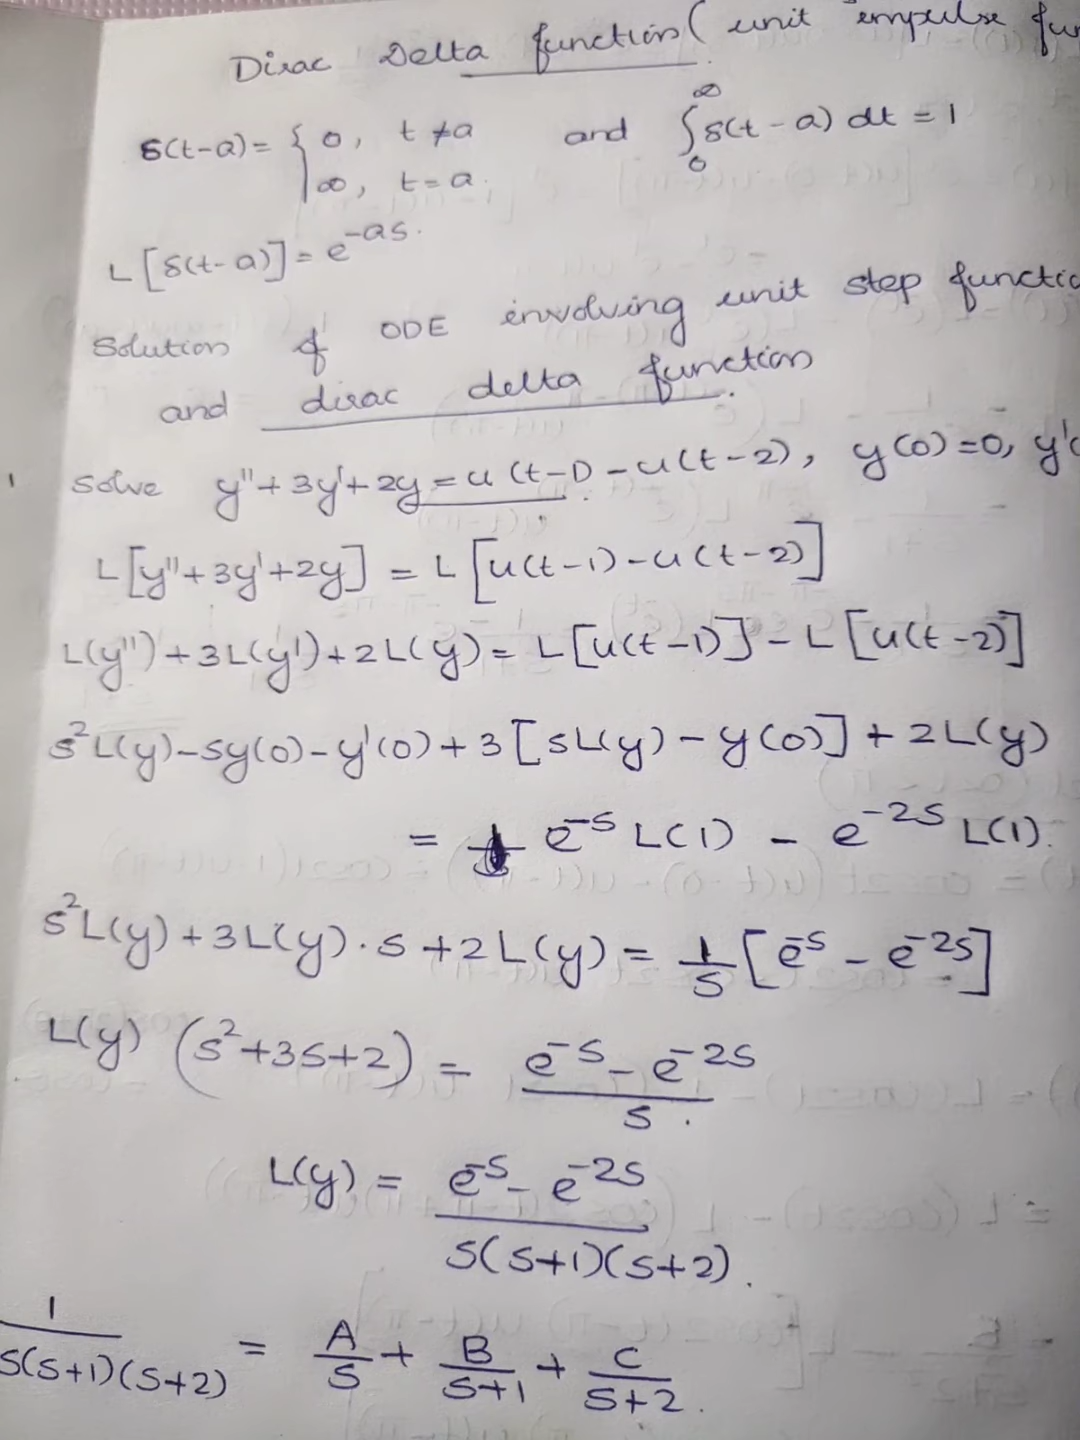 Dirac Delta function ( unit impulse
δ(t-a) = { 0, t ≠ a and ∫₀^∞ δ(t-a) dt = 1
∞, t = a.
L[δ(t-a)] = e^{-as}.
Solution of ODE involving unit step
and dirac delta function.
1 Solve y''+3y'+2y = u(t-1) - u(t-2), y(0)=0, y'
L[y''+3y'+2y] = L[u(t-1)-u(t-2)]
L(y'')+3L(y')+2L(y) = L[u(t-1)] - L[u(t-2)]
s²L(y)-sy(0)-y'(0)+3[sL(y)-y(0)]+2L(y)
= e^{-s} L(1) - e^{-2s} L(1).
s²L(y)+3L(y)·s+2L(y) = 1/s [e^{-s} - e^{-2s}]
L(y) (s²+3s+2) = (e^{-s} - e^{-2s})/s.
L(y) = (e^{-s} - e^{-2s})/(s(s+1)(s+2)).
1/(s(s+1)(s+2)) = A/s + B/(s+1) + C/(s+2).